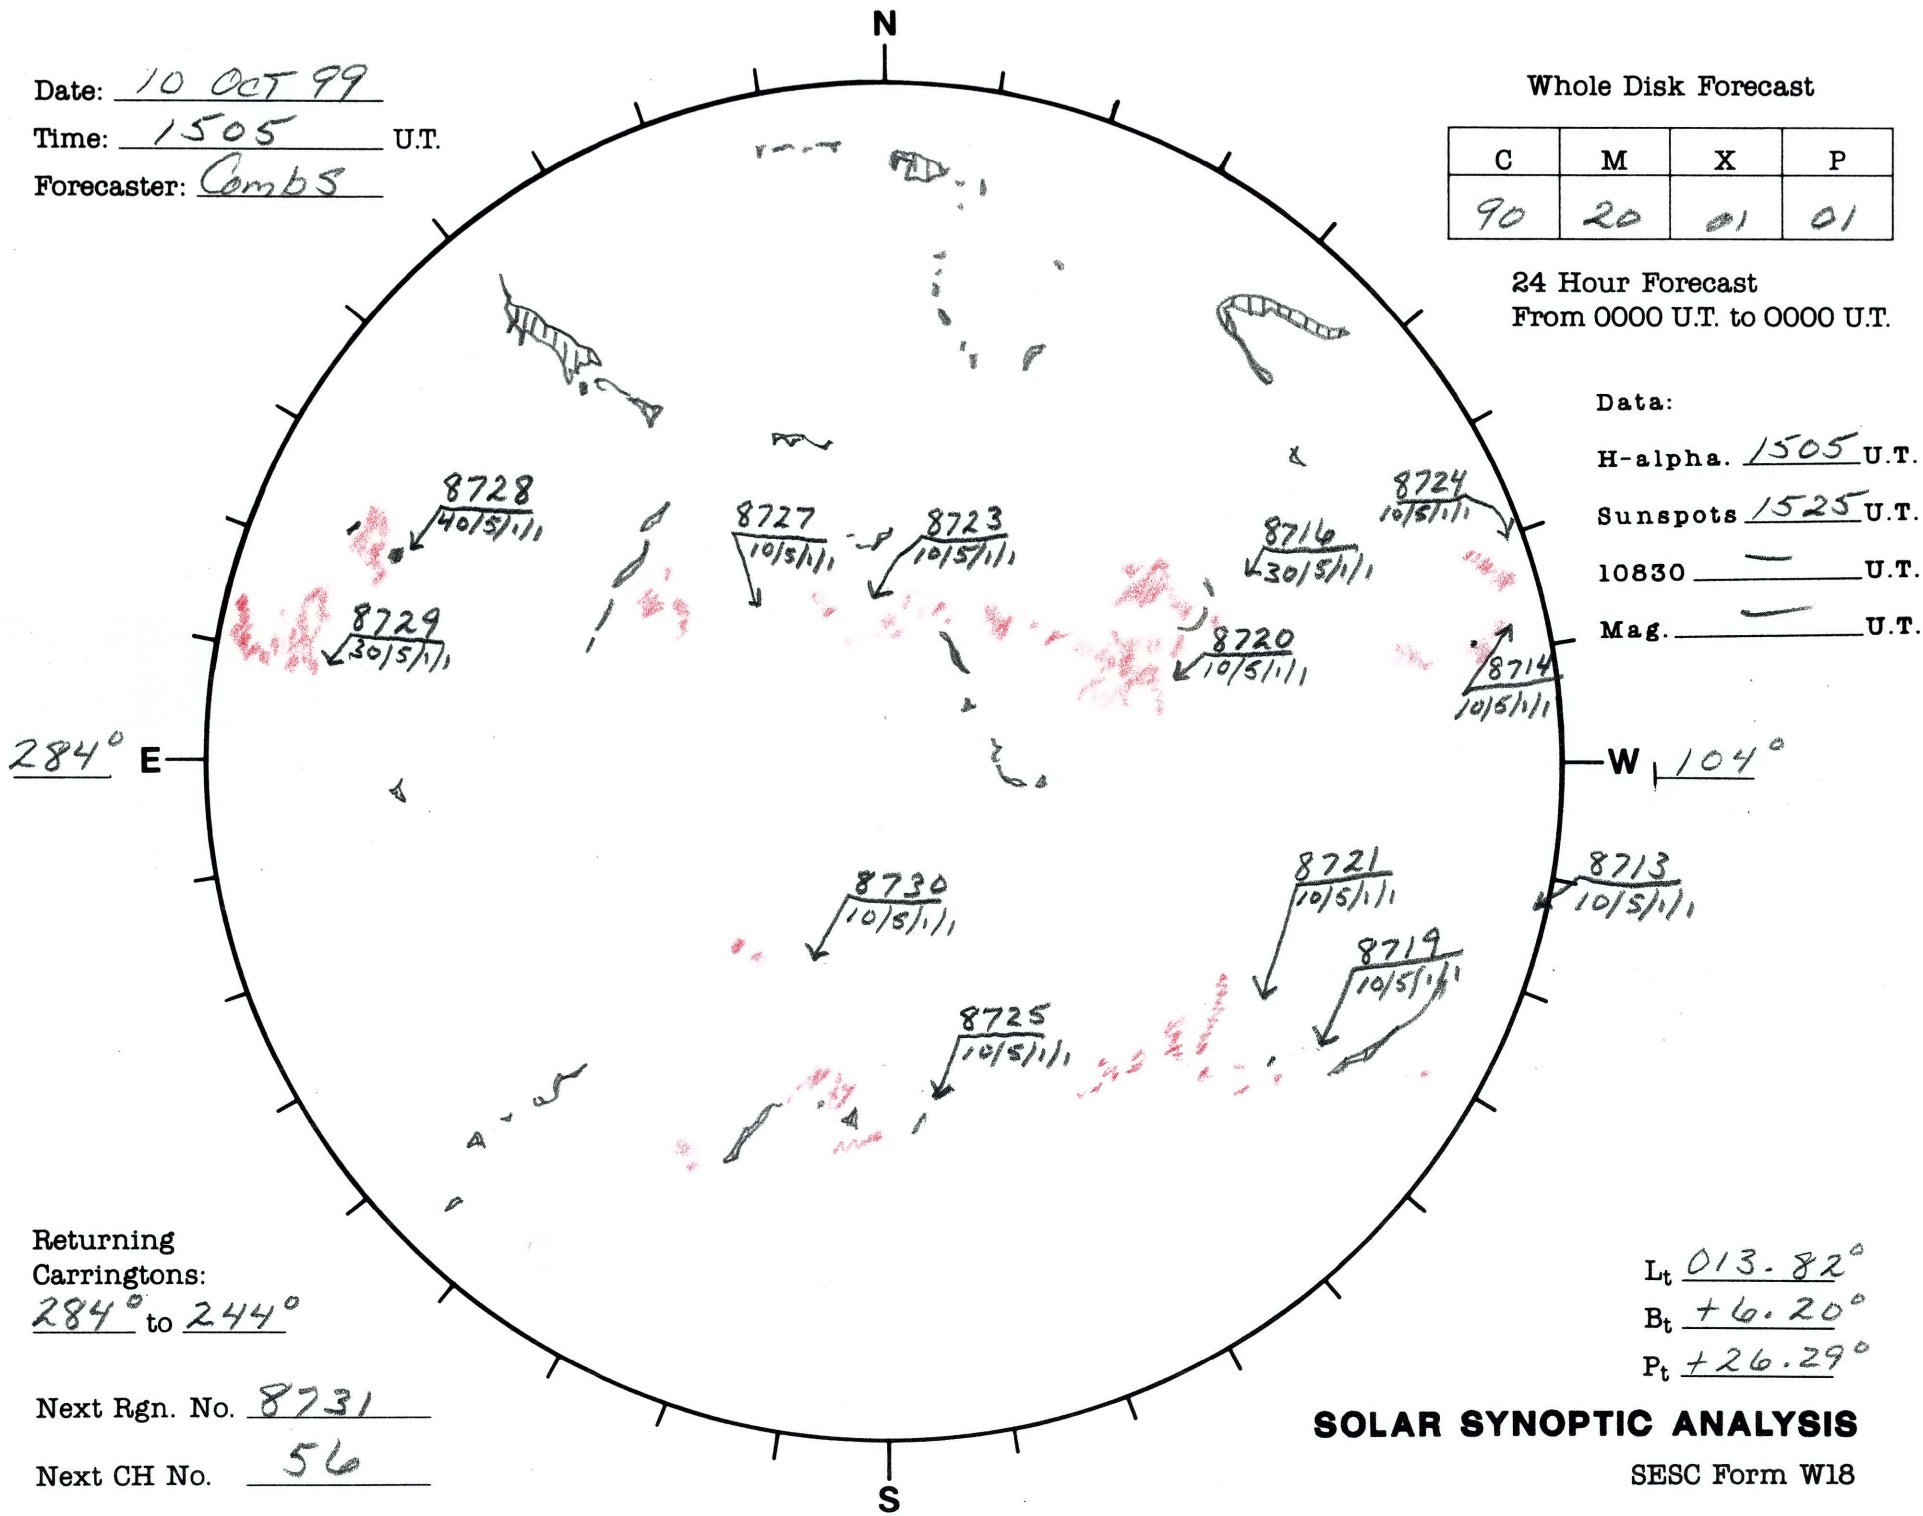 N
Date: 10 OCT 99
Time: 1505 U.T.
Forecaster: Combs
Whole Disk Forecast
C M X P
90 20 01 01
24 Hour Forecast
From 0000 U.T. to 0000 U.T.
Data:
H-alpha. 1505 U.T.
Sunspots 1525 U.T.
10830 — U.T.
Mag. — U.T.
8728
40/5/1/1
8727
10/5/1/1
8723
10/5/1/1
8716
30/5/1/1
8724
10/5/1/1
8729
30/5/1/1
8720
10/5/1/1
8714
10/5/1/1
284° E
W 104°
8730
10/5/1/1
8721
10/5/1/1
8713
10/5/1/1
8719
10/5/1/1
8725
10/5/1/1
Returning
Carringtons:
284° to 244°
Next Rgn. No. 8731
Next CH No. 56
S
Lt 013.82°
Bt +6.20°
Pt +26.29°
SOLAR SYNOPTIC ANALYSIS
SESC Form W18